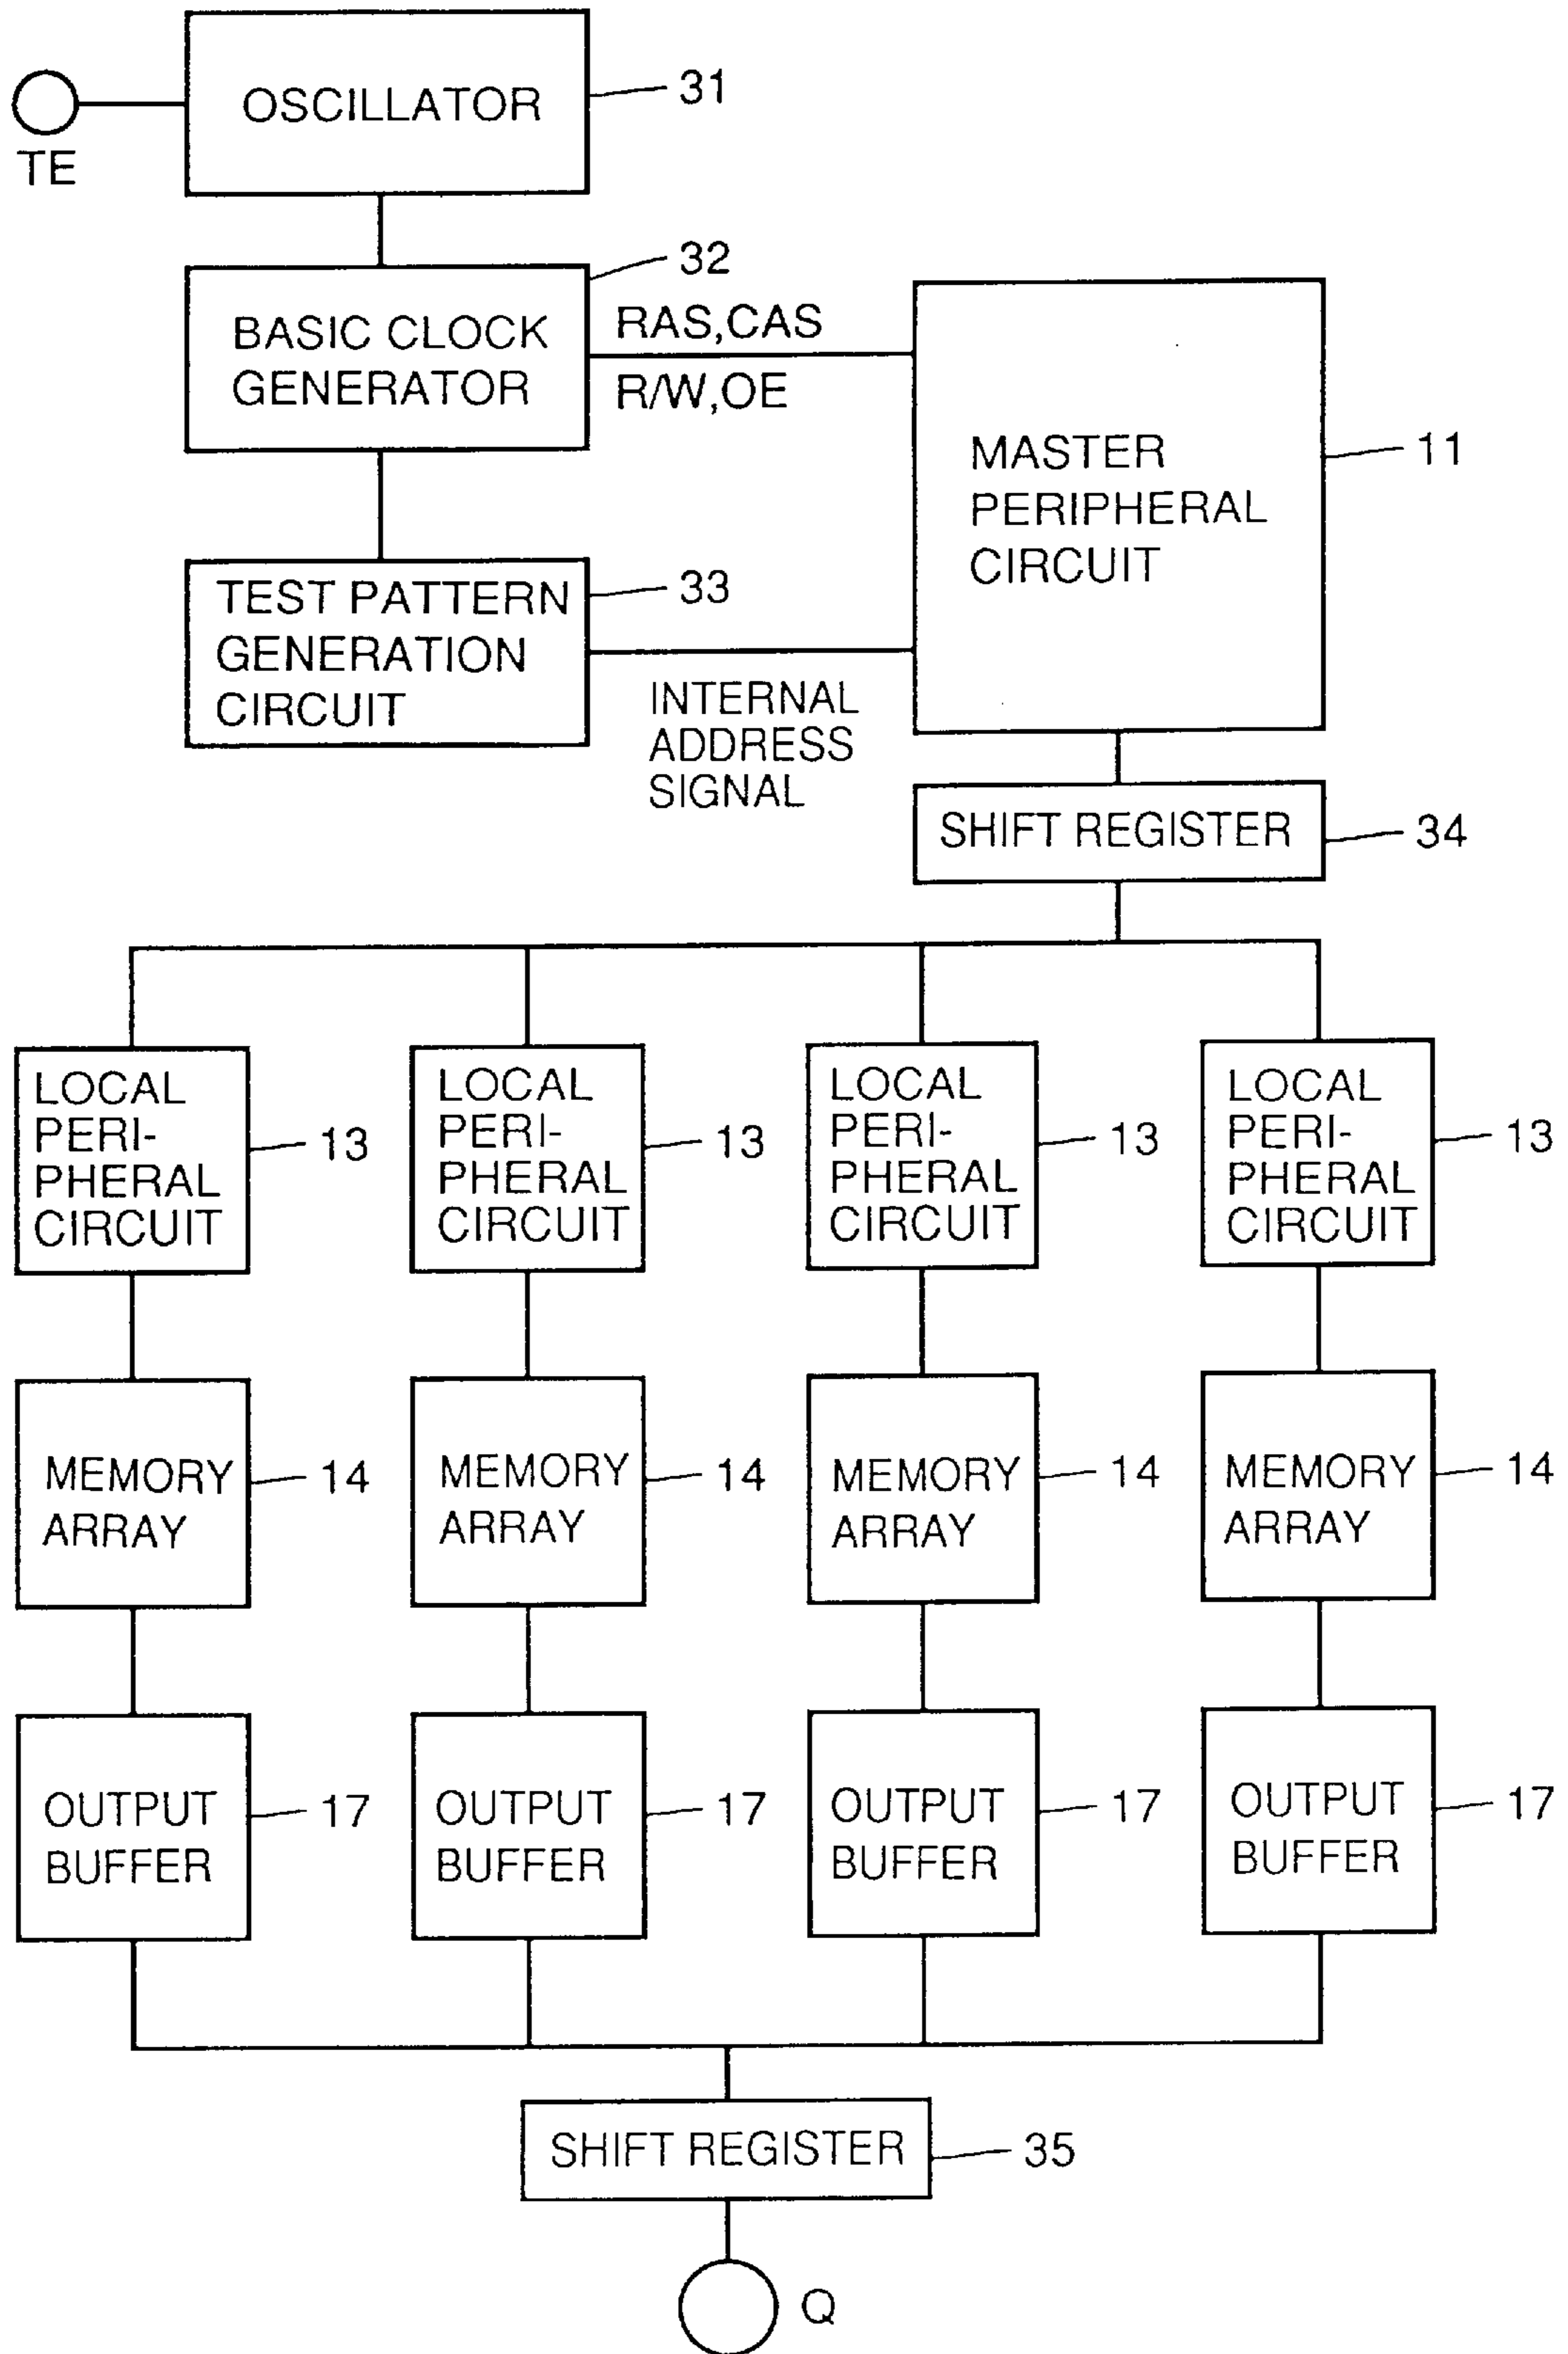 OSCILLATOR
31
TE
32
BASIC CLOCK
GENERATOR
RAS,CAS
R/W,OE
MASTER
PERIPHERAL
CIRCUIT
11
TEST PATTERN
GENERATION
CIRCUIT
33
INTERNAL
ADDRESS
SIGNAL
SHIFT REGISTER
34
LOCAL
PERI-
PHERAL
CIRCUIT
13
LOCAL
PERI-
PHERAL
CIRCUIT
13
LOCAL
PERI-
PHERAL
CIRCUIT
13
LOCAL
PERI-
PHERAL
CIRCUIT
13
MEMORY
ARRAY
14
MEMORY
ARRAY
14
MEMORY
ARRAY
14
MEMORY
ARRAY
14
OUTPUT
BUFFER
17
OUTPUT
BUFFER
17
OUTPUT
BUFFER
17
OUTPUT
BUFFER
17
SHIFT REGISTER
35
Q